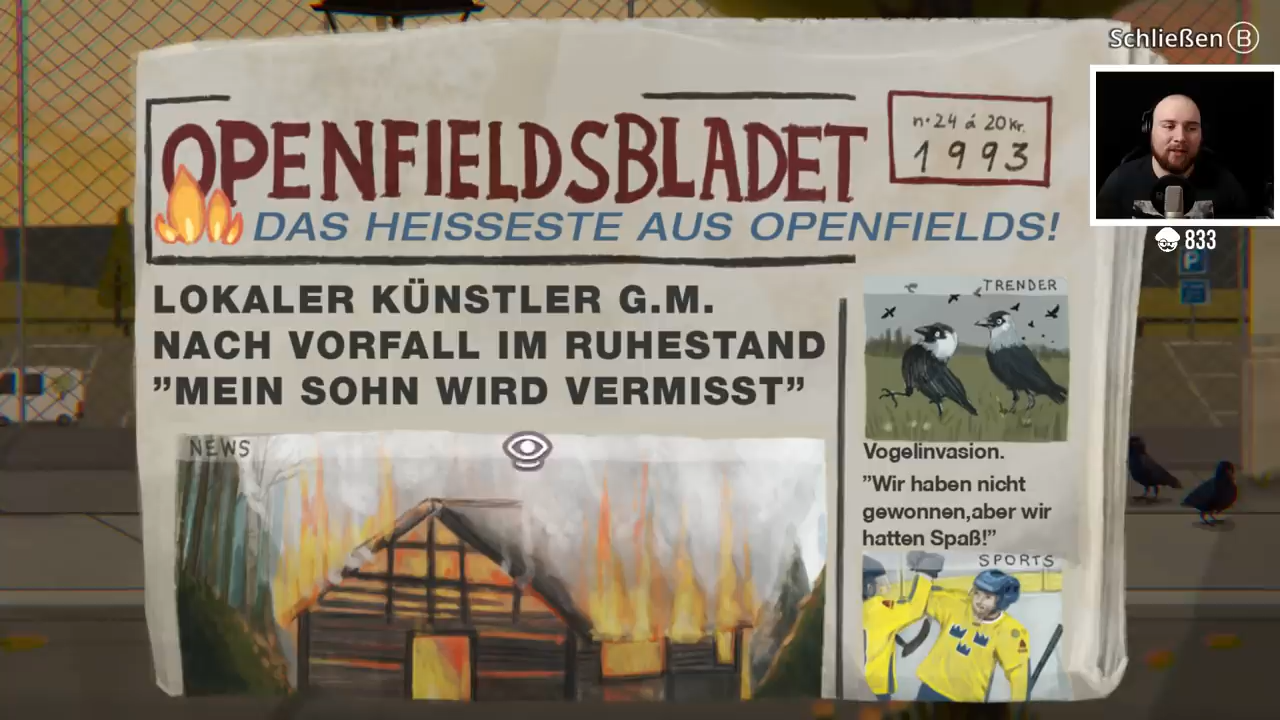 Schließen B
OPENFIELDSBLADET
n:o 24 á 20 Kr.
1993
DAS HEISSESTE AUS OPENFIELDS!
LOKALER KÜNSTLER G.M.
NACH VORFALL IM RUHESTAND
”MEIN SOHN WIRD VERMISST”
NEWS
TRENDER
Vogelinvasion.
”Wir haben nicht
gewonnen,aber wir
hatten Spaß!”
SPORTS
833
P